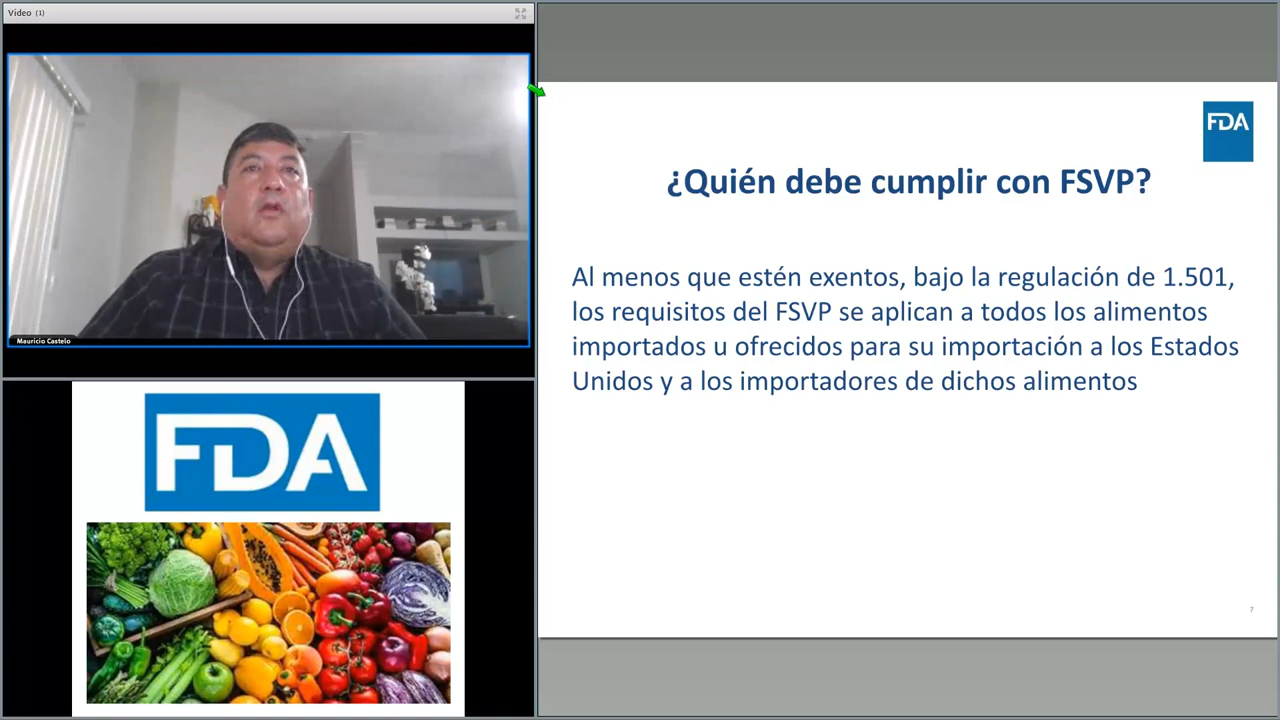 Vídeo (1)
Mauricio Castelo
FDA
FDA
¿Quién debe cumplir con FSVP?
Al menos que estén exentos, bajo la regulación de 1.501,
los requisitos del FSVP se aplican a todos los alimentos
importados u ofrecidos para su importación a los Estados
Unidos y a los importadores de dichos alimentos
7